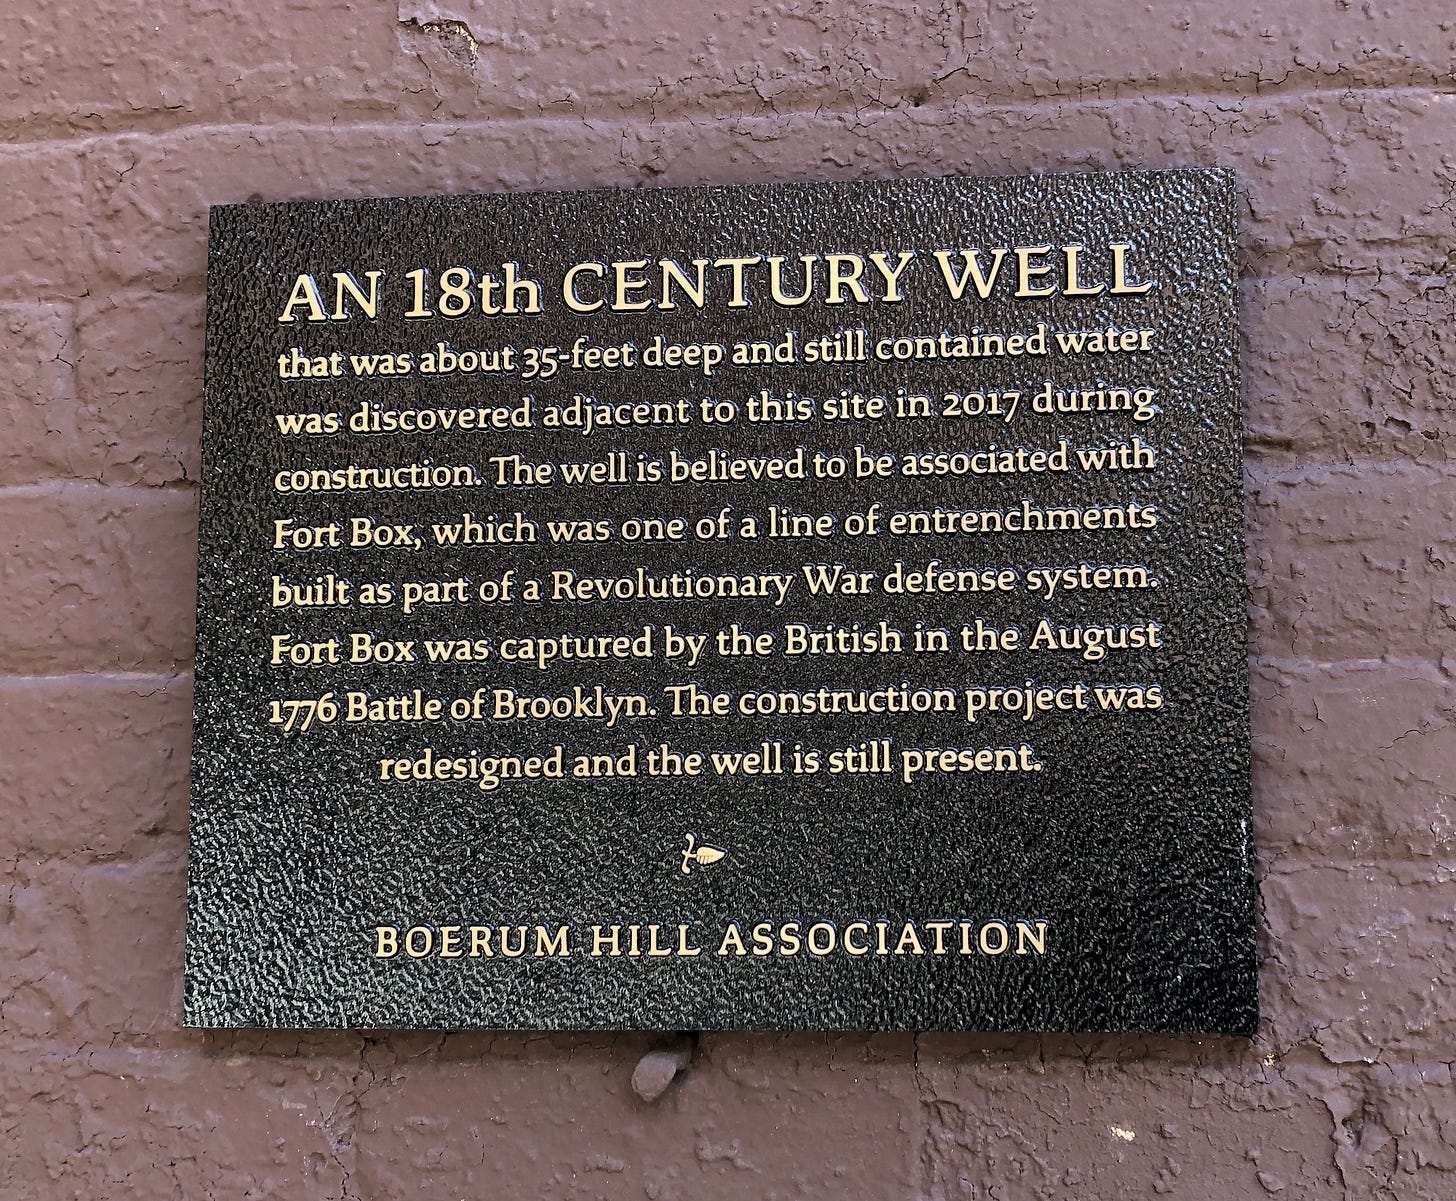 AN 18th CENTURY WELL
that was about 35-feet deep and still contained water
was discovered adjacent to this site in 2017 during
construction. The well is believed to be associated with
Fort Box, which was one of a line of entrenchments
built as part of a Revolutionary War defense system.
Fort Box was captured by the British in the August
1776 Battle of Brooklyn. The construction project was
redesigned and the well is still present.
BOERUM HILL ASSOCIATION